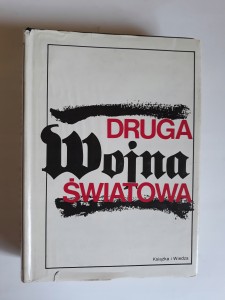 DRUGA
Wojna
ŚWIATOWA
Książka i Wiedza